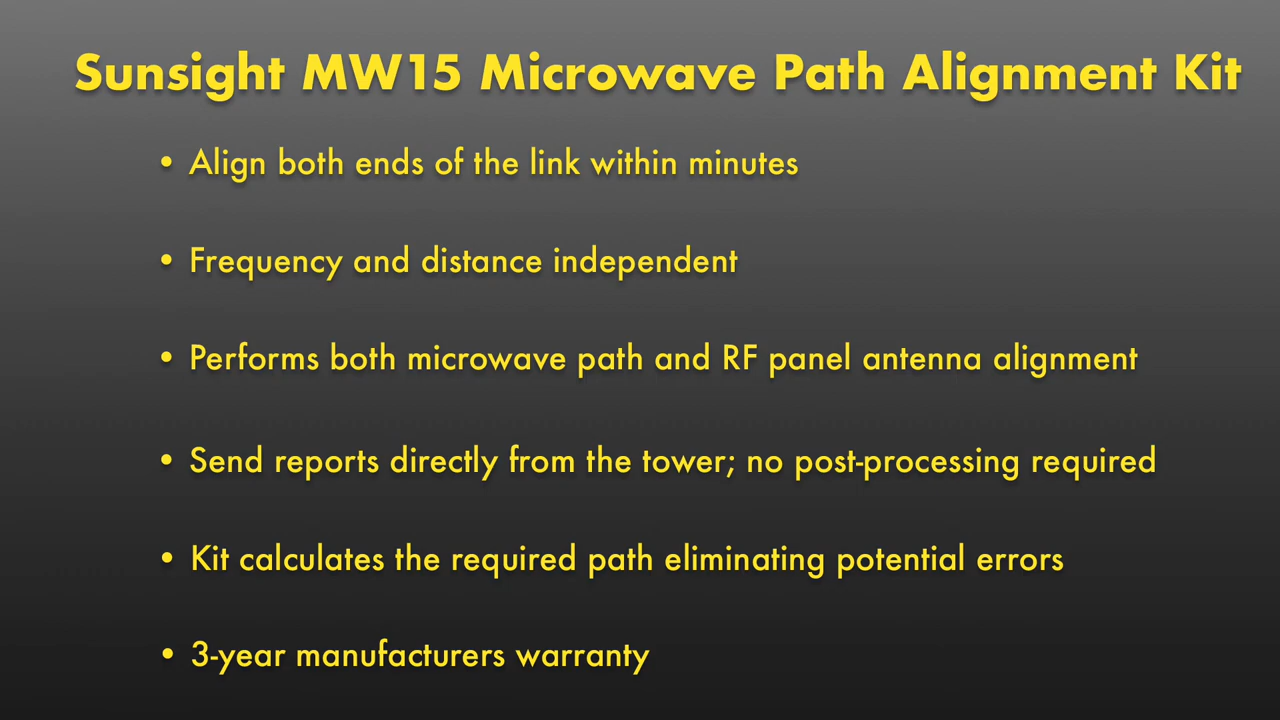 Sunsight MW15 Microwave Path Alignment Kit
• Align both ends of the link within minutes
• Frequency and distance independent
• Performs both microwave path and RF panel antenna alignment
• Send reports directly from the tower; no post-processing required
• Kit calculates the required path eliminating potential errors
• 3-year manufacturers warranty